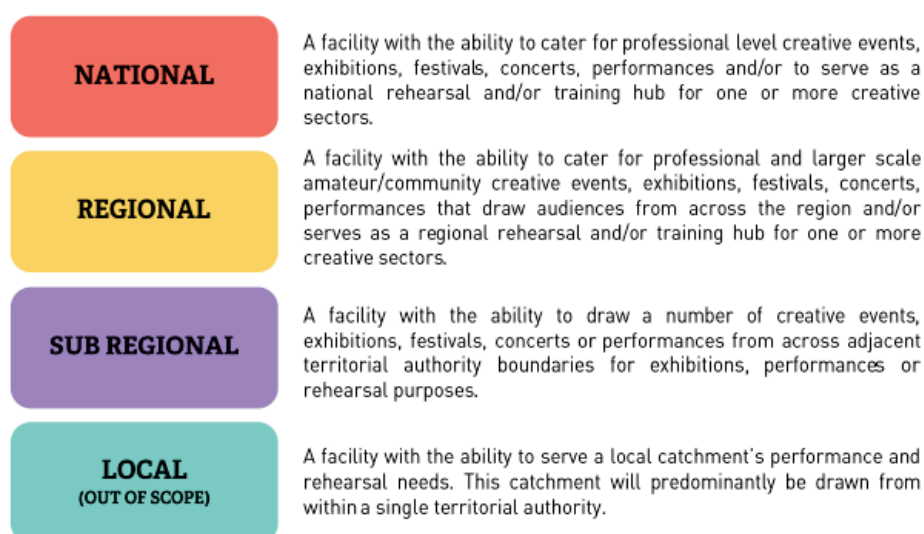 NATIONAL
A facility with the ability to cater for professional level creative events,
exhibitions, festivals, concerts, performances and/or to serve as a
national rehearsal and/or training hub for one or more creative
sectors.
REGIONAL
A facility with the ability to cater for professional and larger scale
amateur/community creative events, exhibitions, festivals, concerts,
performances that draw audiences from across the region and/or
serves as a regional rehearsal and/or training hub for one or more
creative sectors.
SUB REGIONAL
A facility with the ability to draw a number of creative events,
exhibitions, festivals, concerts or performances from across adjacent
territorial authority boundaries for exhibitions, performances or
rehearsal purposes.
LOCAL
(OUT OF SCOPE)
A facility with the ability to serve a local catchment's performance and
rehearsal needs. This catchment will predominantly be drawn from
within a single territorial authority.